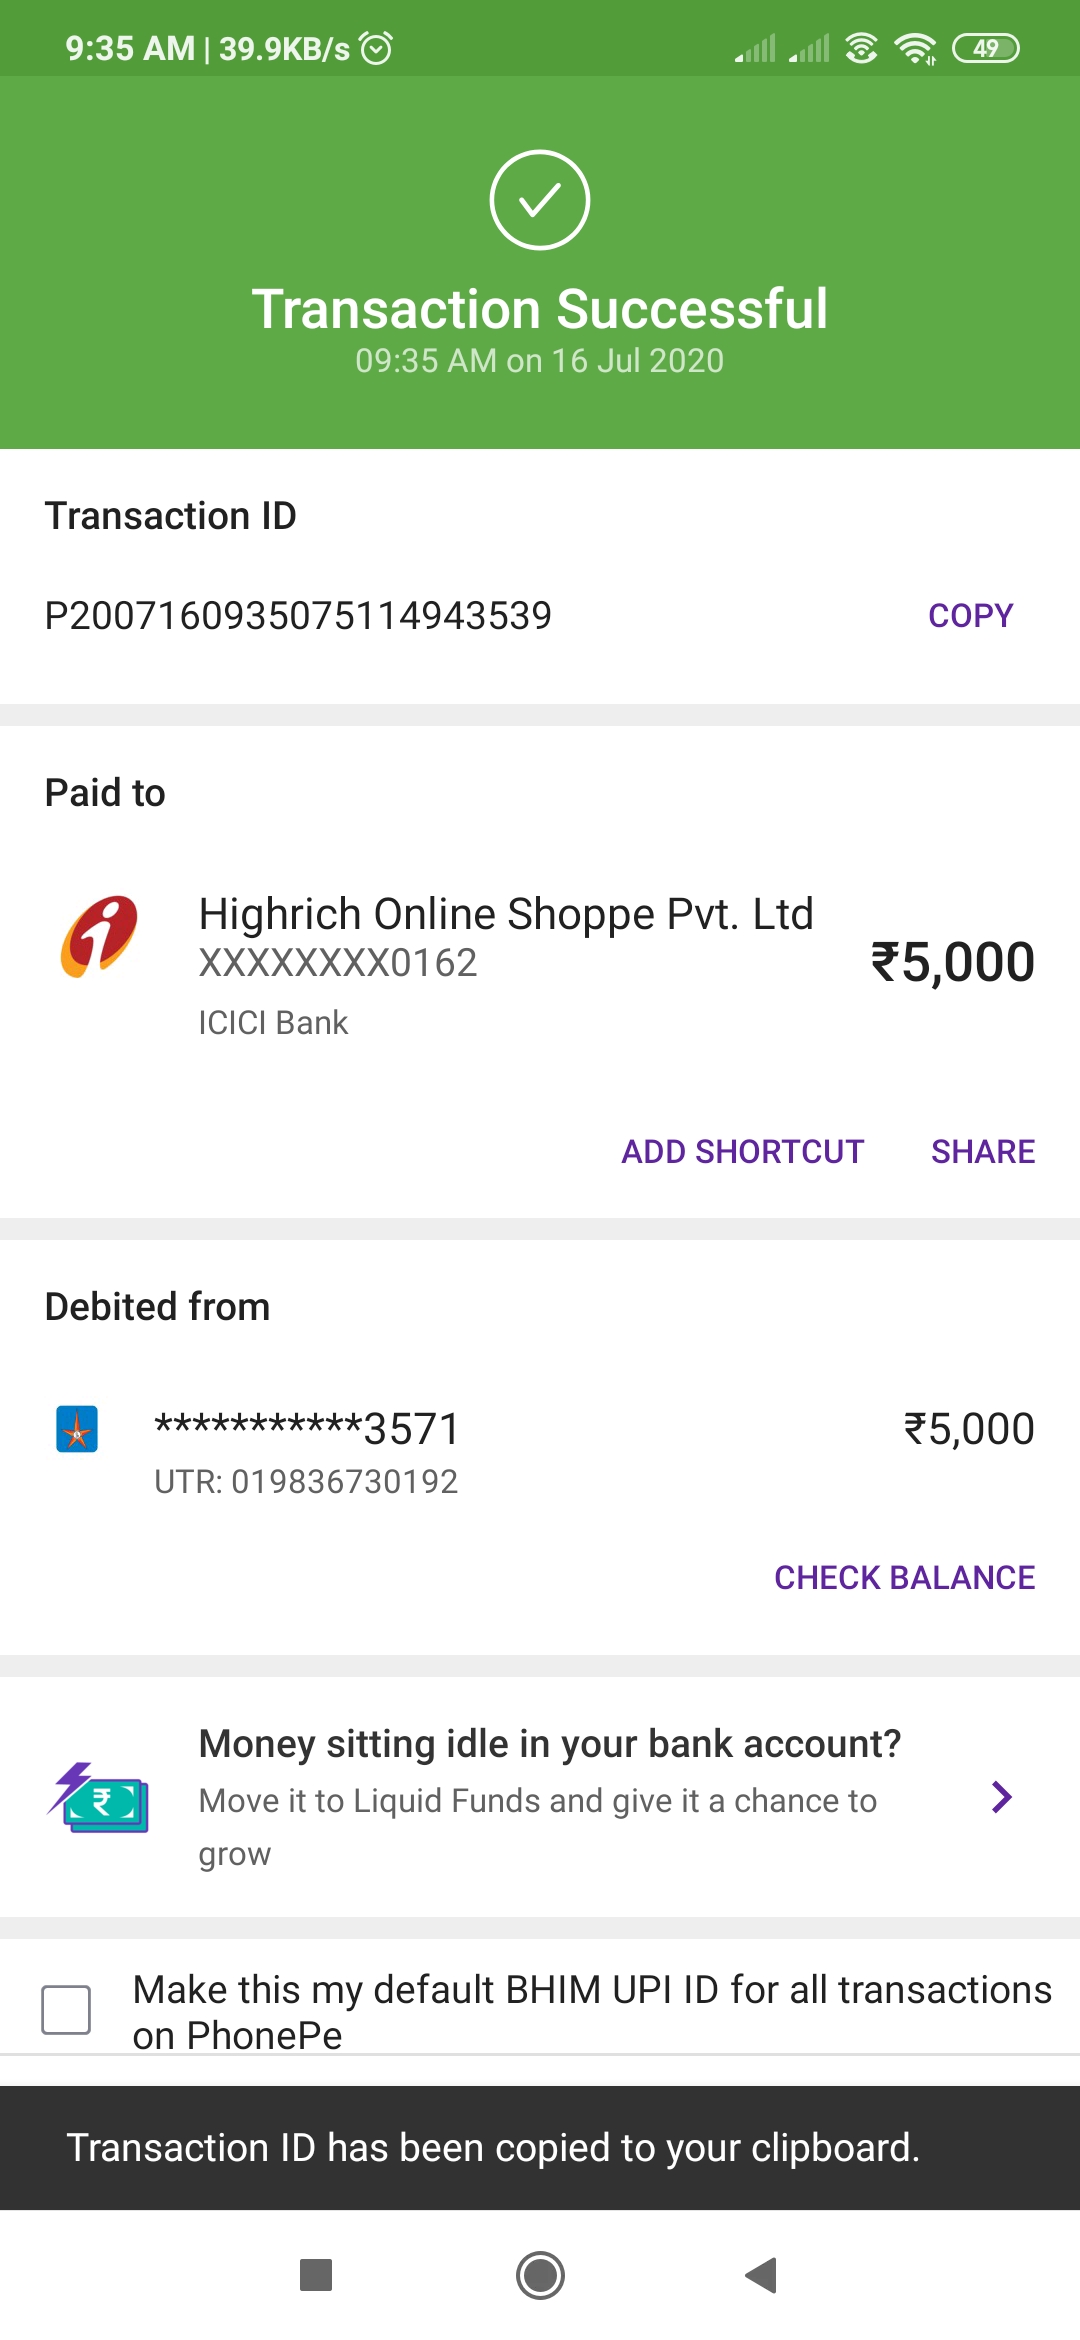 9:35 AM | 39.9KB/s
49
Transaction Successful
09:35 AM on 16 Jul 2020
Transaction ID
P2007160935075114943539
COPY
Paid to
Highrich Online Shoppe Pvt. Ltd
XXXXXXXX0162
₹5,000
ICICI Bank
ADD SHORTCUT
SHARE
Debited from
***********3571
₹5,000
UTR: 019836730192
CHECK BALANCE
Money sitting idle in your bank account?
Move it to Liquid Funds and give it a chance to
grow
Make this my default BHIM UPI ID for all transactions
on PhonePe
Transaction ID has been copied to your clipboard.